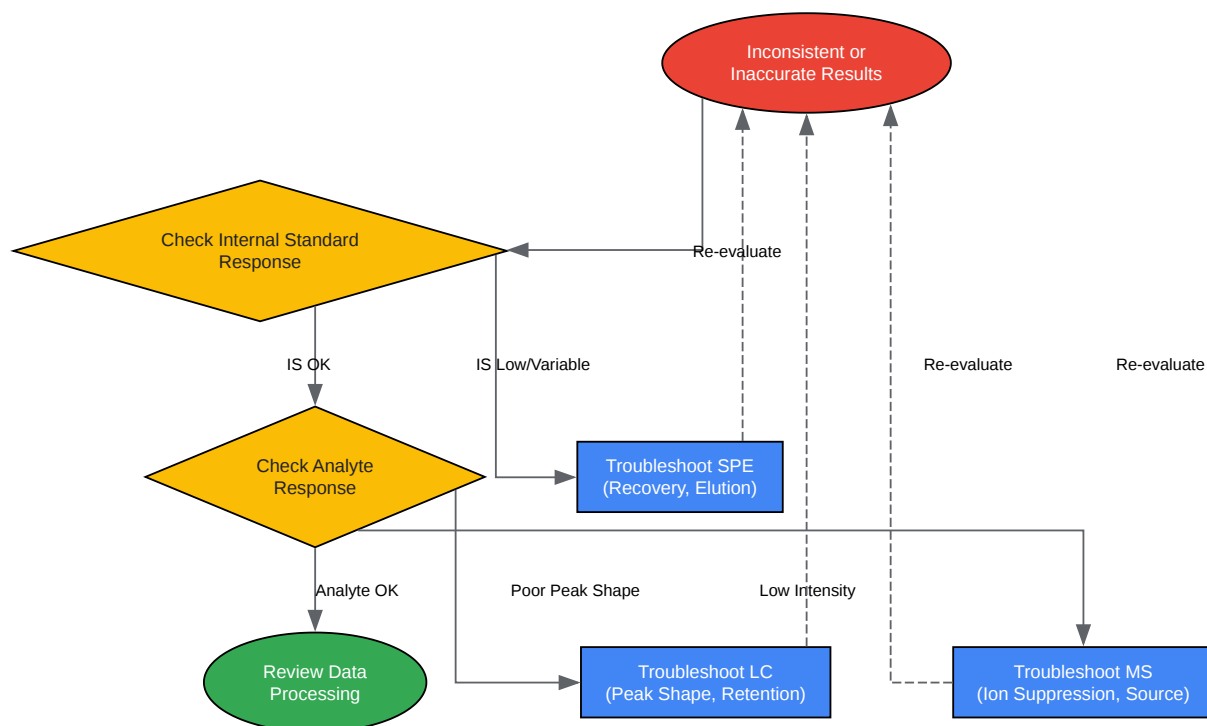 Inconsistent or
Inaccurate Results
Check Internal Standard
Response
Re-evaluate
IS OK
IS Low/Variable
Re-evaluate
Re-evaluate
Check Analyte
Response
Troubleshoot SPE
(Recovery, Elution)
Analyte OK
Poor Peak Shape
Low Intensity
Review Data
Processing
Troubleshoot LC
(Peak Shape, Retention)
Troubleshoot MS
(Ion Suppression, Source)